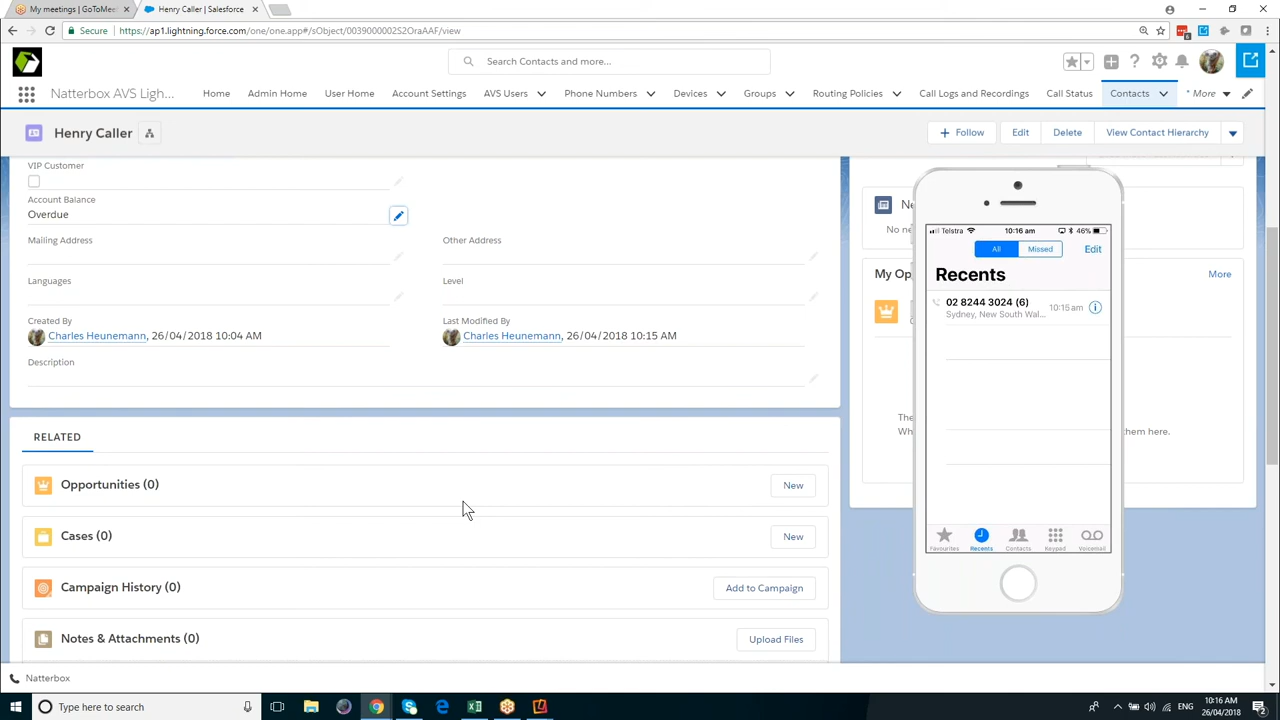 My meetings | GoToMee
Henry Caller | Salesforce
Secure
https://ap1.lightning.force.com/one/one.app#/sObject/0039000002S2OraAAF/view
Search Contacts and more...
Natterbox AVS Ligh...
Home
Admin Home
User Home
Account Settings
AVS Users
Phone Numbers
Devices
Groups
Routing Policies
Call Logs and Recordings
Call Status
Contacts
* More
Henry Caller
Follow
Edit
Delete
View Contact Hierarchy
VIP Customer
Account Balance
Overdue
Mailing Address
Other Address
Languages
Level
Created By
Charles Heunemann, 26/04/2018 10:04 AM
Last Modified By
Charles Heunemann, 26/04/2018 10:15 AM
Description
RELATED
Opportunities (0)
New
Cases (0)
New
Campaign History (0)
Add to Campaign
Notes & Attachments (0)
Upload Files
Ne
No ne
My Op
More
The
Wh
em here.
Telstra
10:16 am
46%
All
Missed
Edit
Recents
02 8244 3024 (6)
Sydney, New South Wal...
10:15 am
Favourites
Recents
Contacts
Keypad
Voicemail
Natterbox
Type here to search
ENG
10:16 AM
26/04/2018
2